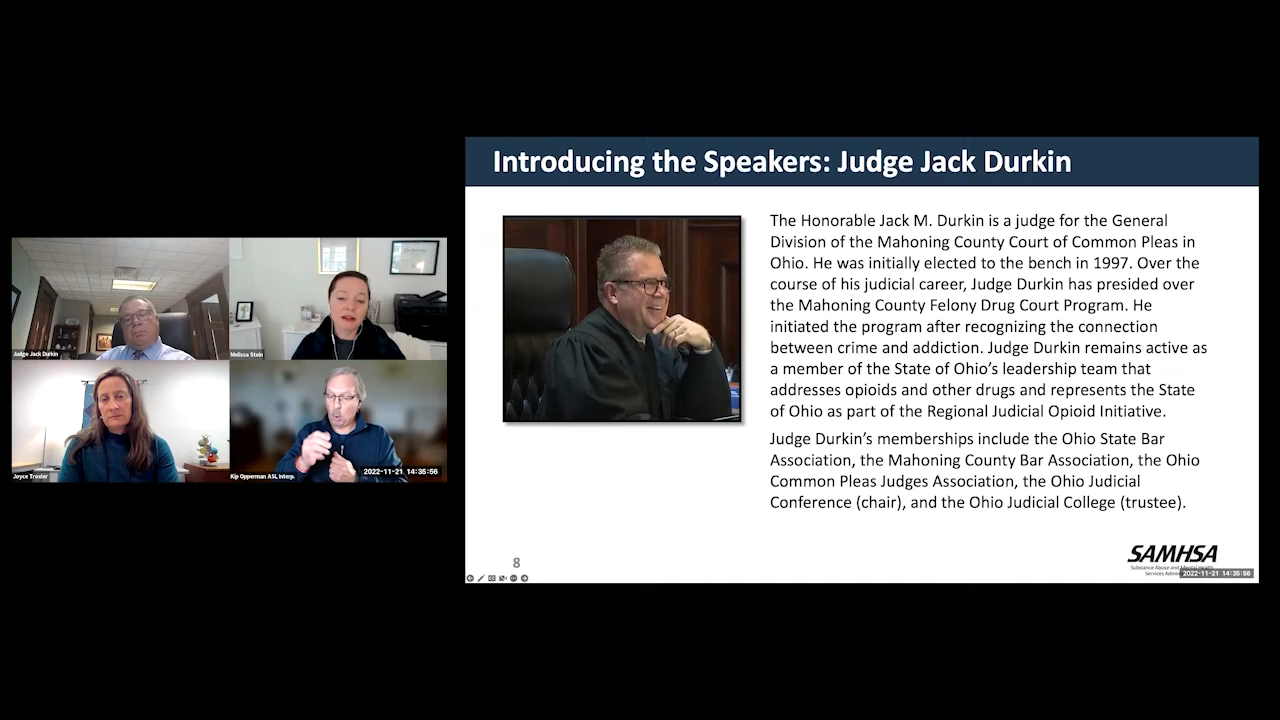 Introducing the Speakers: Judge Jack Durkin
The Honorable Jack M. Durkin is a judge for the General
Division of the Mahoning County Court of Common Pleas in
Ohio. He was initially elected to the bench in 1997. Over the
course of his judicial career, Judge Durkin has presided over
the Mahoning County Felony Drug Court Program. He
initiated the program after recognizing the connection
between crime and addiction. Judge Durkin remains active as
a member of the State of Ohio’s leadership team that
addresses opioids and other drugs and represents the State
of Ohio as part of the Regional Judicial Opioid Initiative.
Judge Durkin’s memberships include the Ohio State Bar
Association, the Mahoning County Bar Association, the Ohio
Common Pleas Judges Association, the Ohio Judicial
Conference (chair), and the Ohio Judicial College (trustee).
8
SAMHSA
Substance Abuse and Mental Health
Services
2022-11-21 14:35:56
Judge Jack Durkin
Melissa Stein
Joyce Troxler
Kip Opperman ASL Interp.
2022-11-21 14:35:56